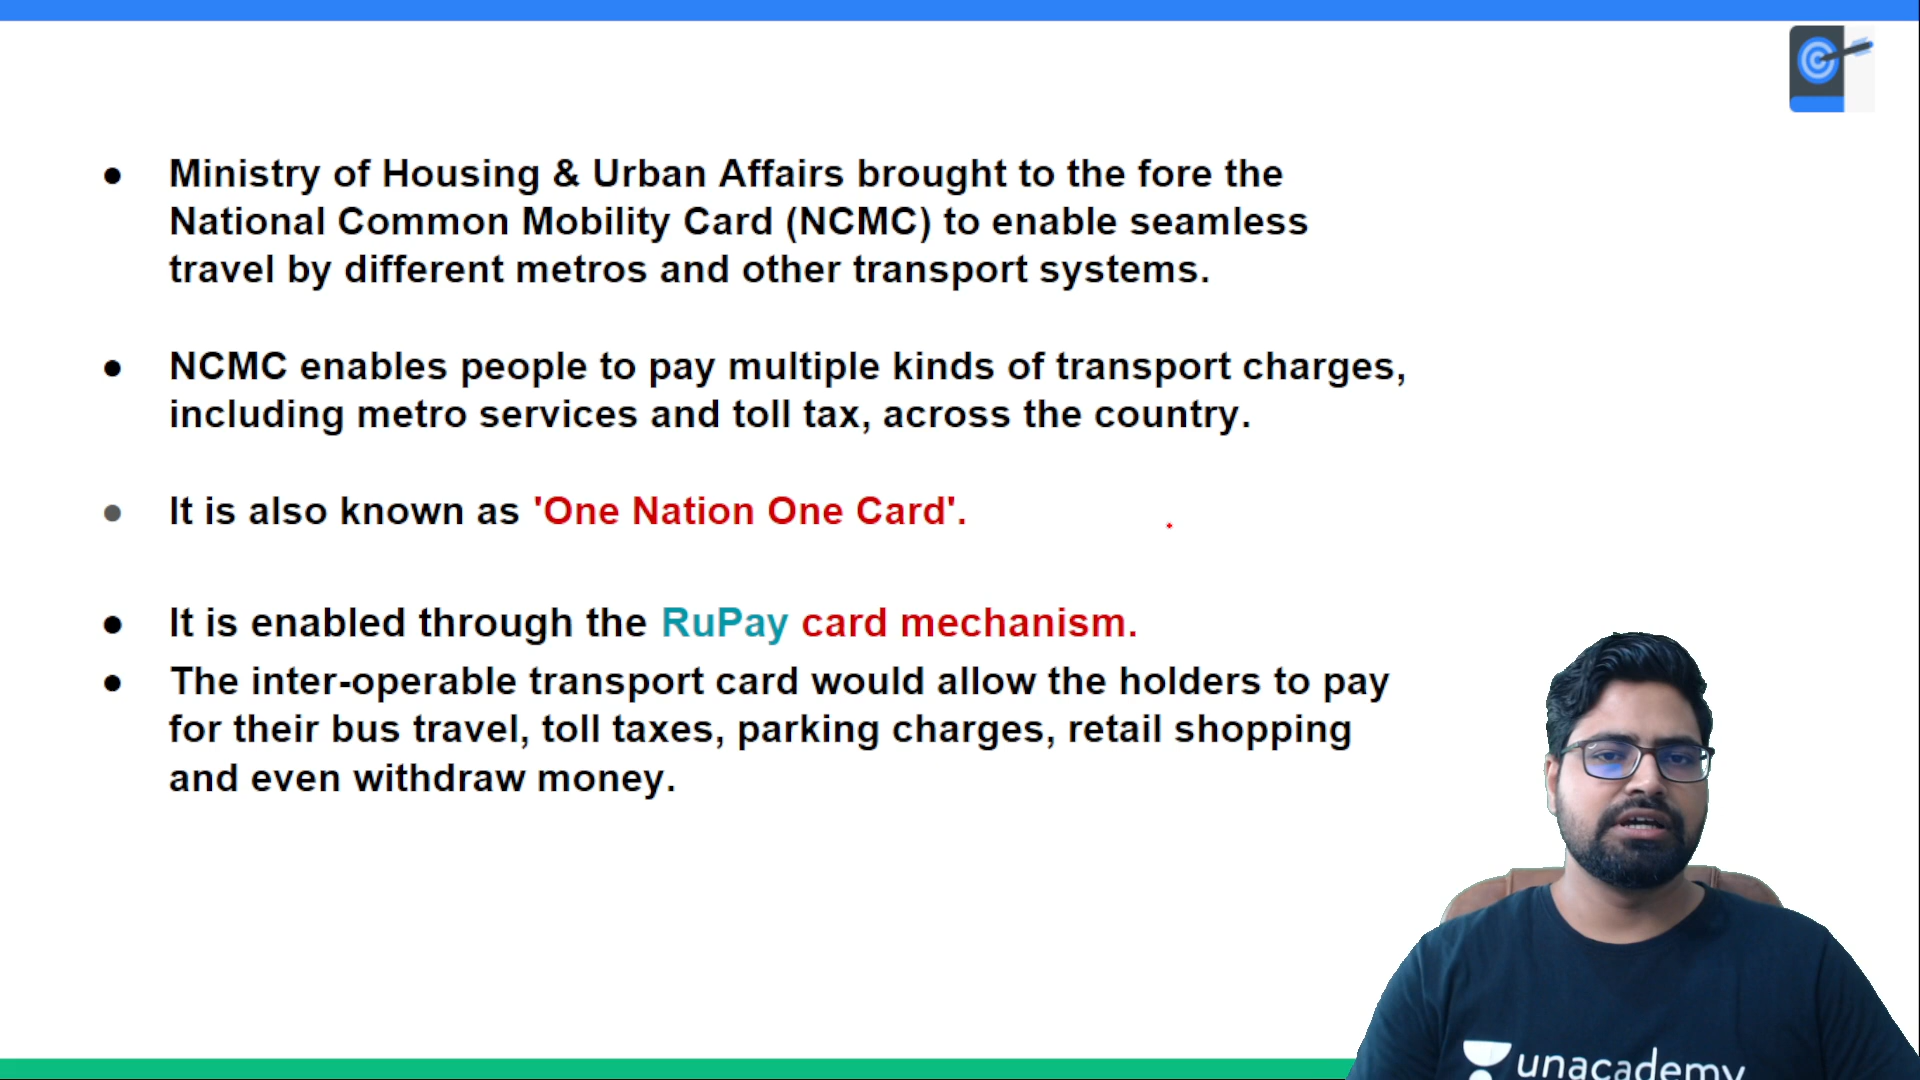 ● Ministry of Housing & Urban Affairs brought to the fore the
National Common Mobility Card (NCMC) to enable seamless
travel by different metros and other transport systems.
● NCMC enables people to pay multiple kinds of transport charges,
including metro services and toll tax, across the country.
● It is also known as 'One Nation One Card'.
● It is enabled through the RuPay card mechanism.
● The inter-operable transport card would allow the holders to pay
for their bus travel, toll taxes, parking charges, retail shopping
and even withdraw money.
unacademy